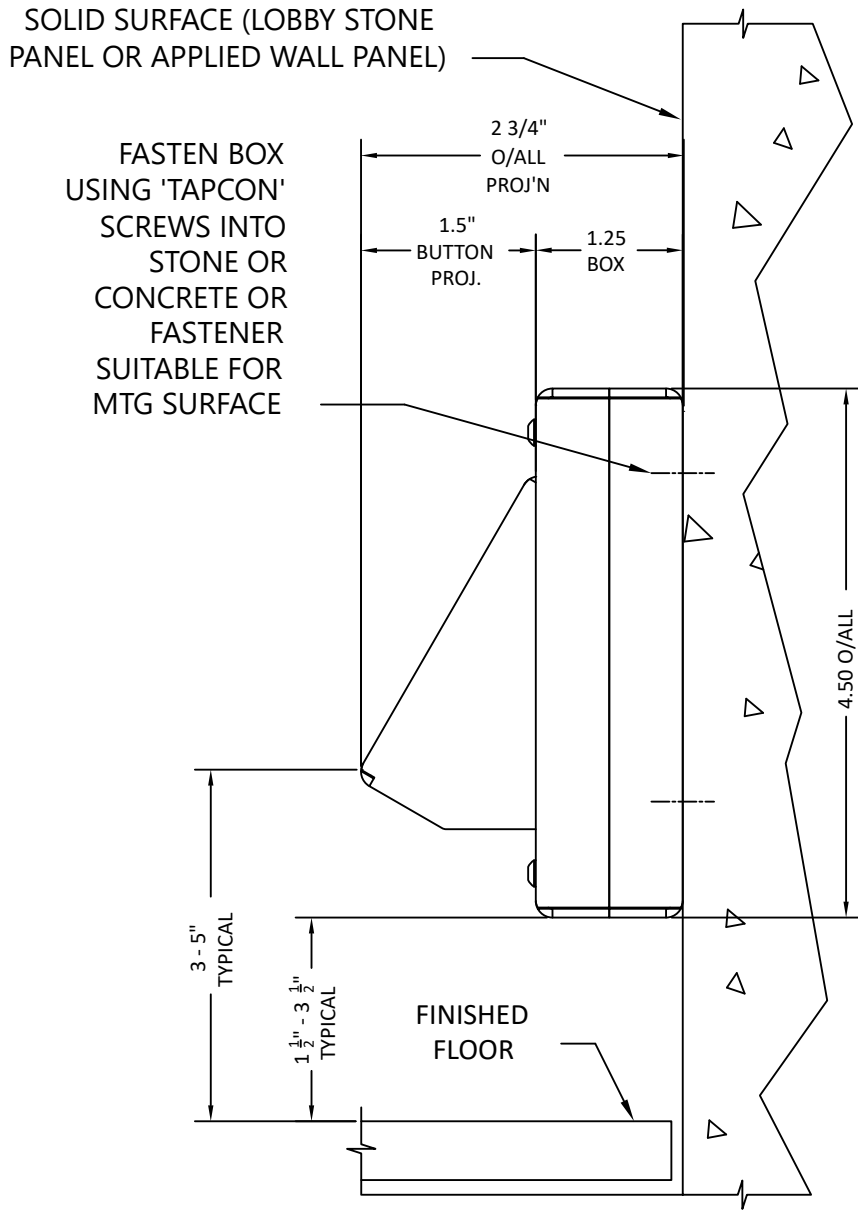 SOLID SURFACE (LOBBY STONE
PANEL OR APPLIED WALL PANEL)
FASTEN BOX
USING 'TAPCON'
SCREWS INTO
STONE OR
CONCRETE OR
FASTENER
SUITABLE FOR
MTG SURFACE
2 3/4"
O/ALL
PROJ'N
1.5"
BUTTON
PROJ.
1.25
BOX
4.50 O/ALL
3 - 5"
TYPICAL
1 1/2" - 3 1/2"
TYPICAL
FINISHED
FLOOR